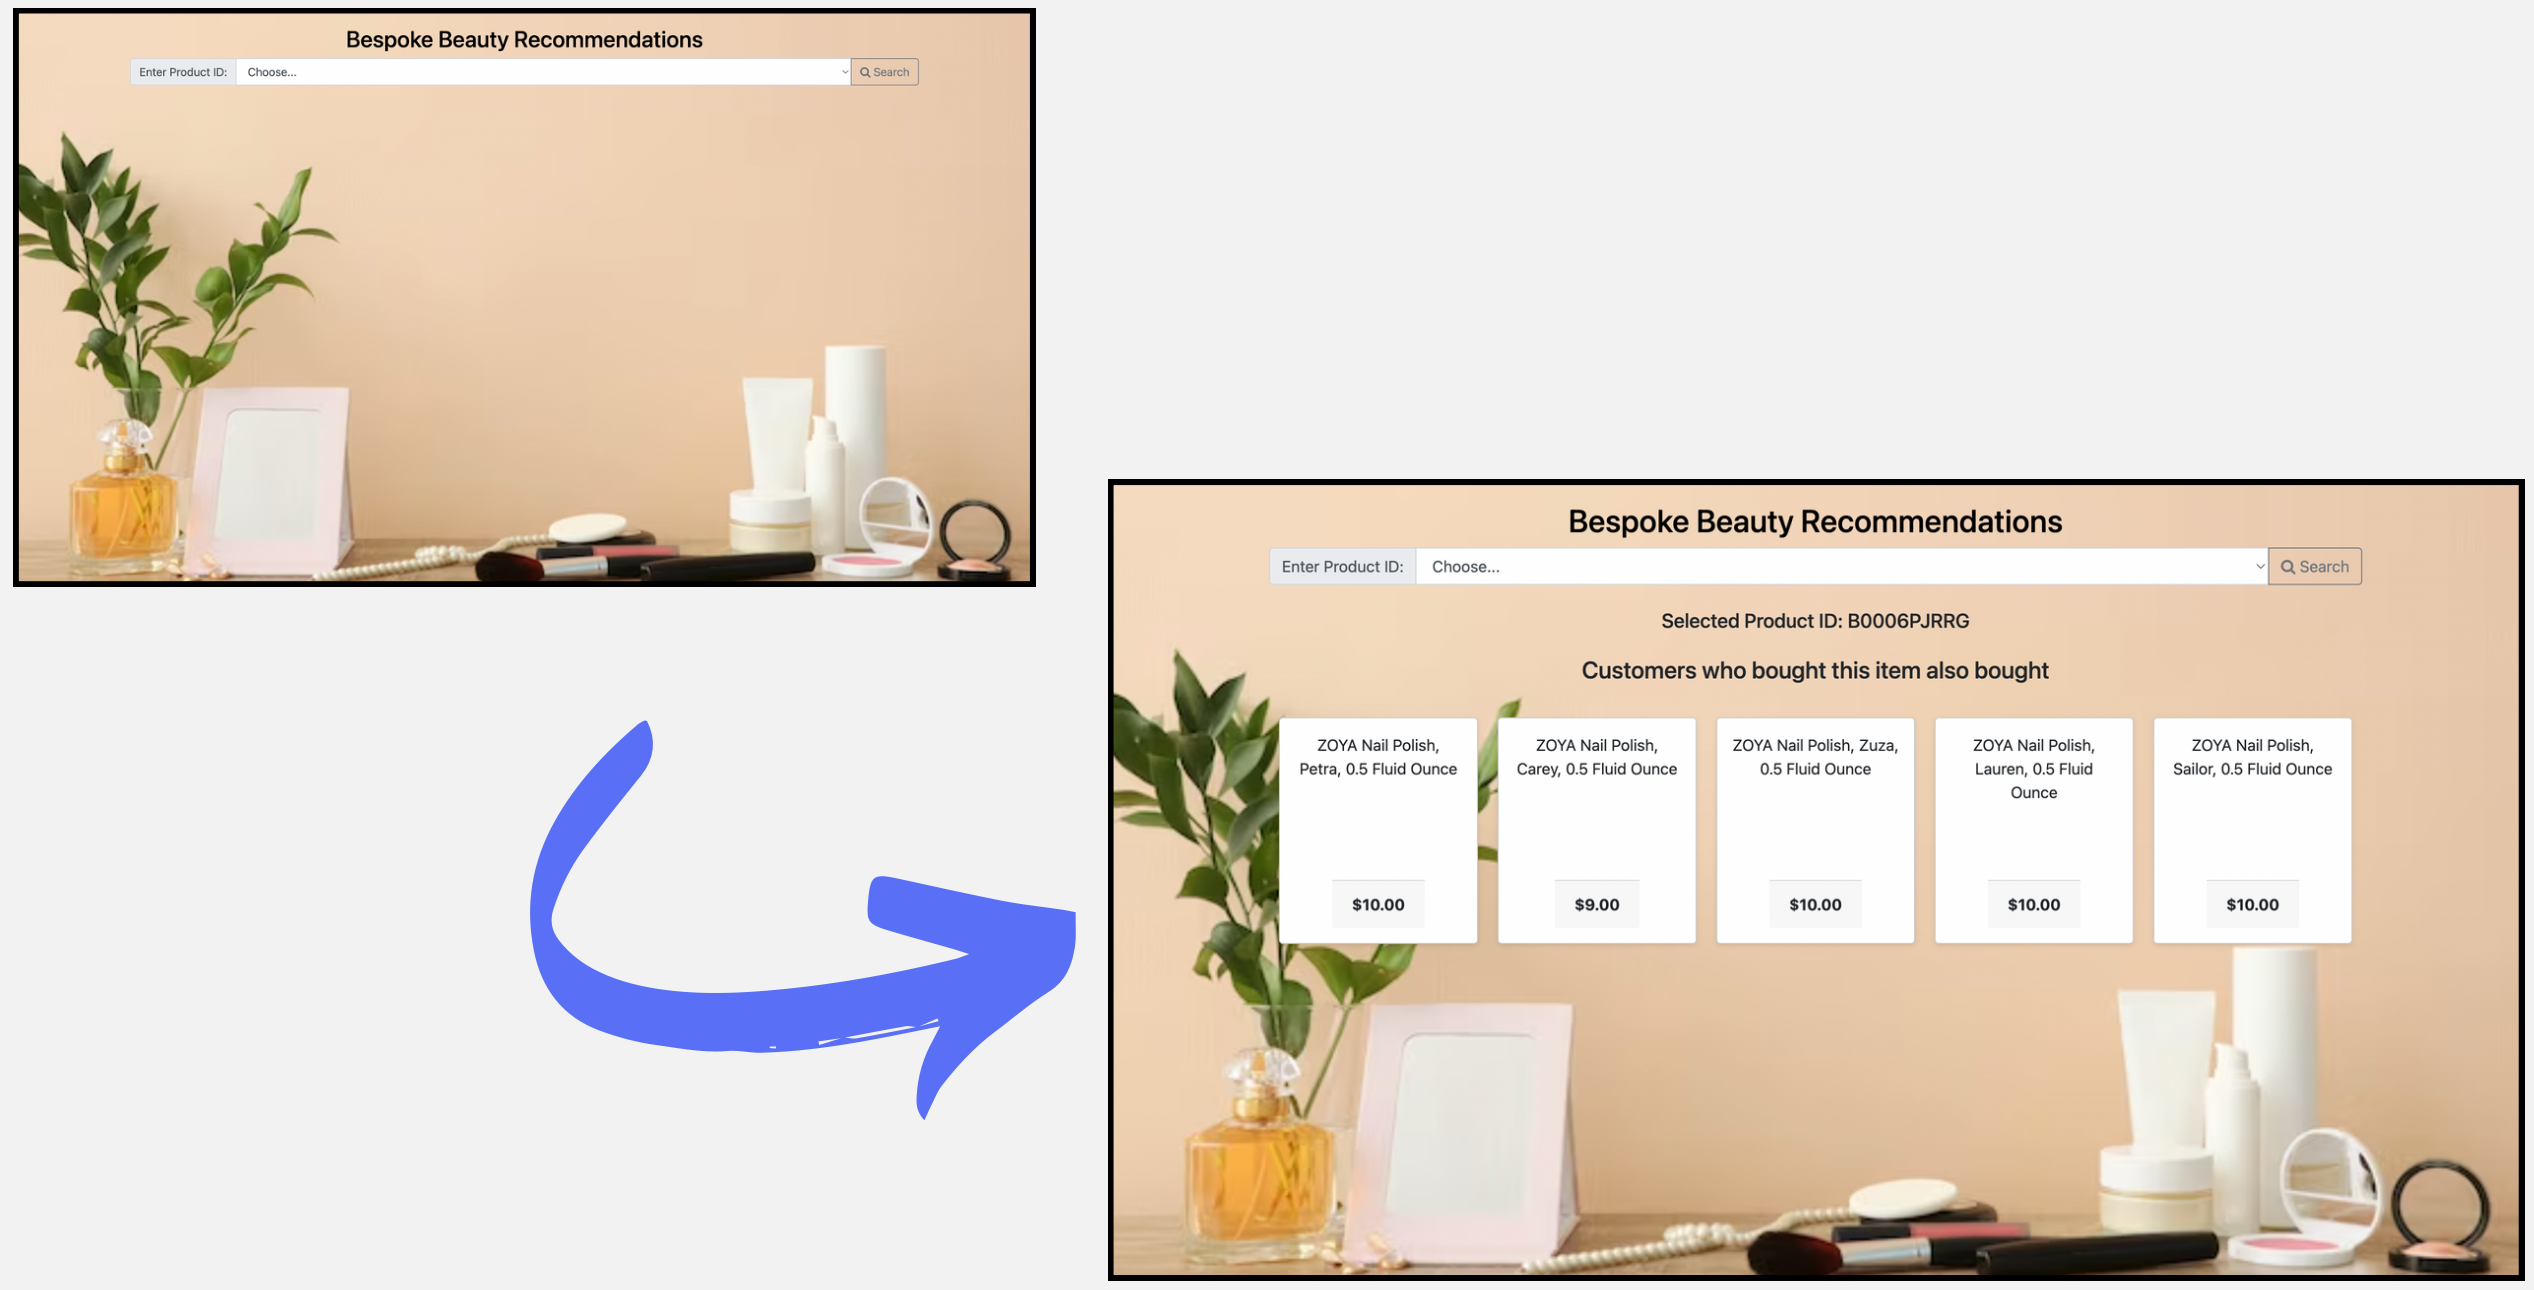 Bespoke Beauty Recommendations
Enter Product ID: Choose... Search
Bespoke Beauty Recommendations
Enter Product ID: Choose... Search
Selected Product ID: B0006PJRRG
Customers who bought this item also bought
ZOYA Nail Polish,
Petra, 0.5 Fluid Ounce
$10.00
ZOYA Nail Polish,
Carey, 0.5 Fluid Ounce
$9.00
ZOYA Nail Polish, Zuza,
0.5 Fluid Ounce
$10.00
ZOYA Nail Polish,
Lauren, 0.5 Fluid
Ounce
$10.00
ZOYA Nail Polish,
Sailor, 0.5 Fluid Ounce
$10.00